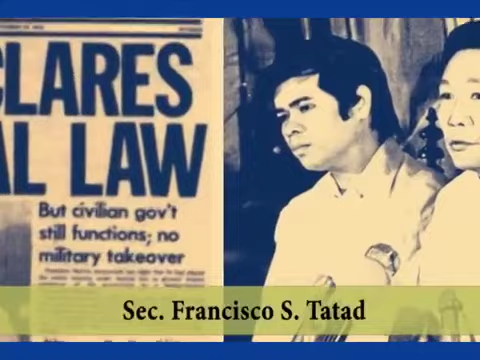 CLARES
AL LAW
But civilian gov't
still functions; no
military takeover
Sec. Francisco S. Tatad